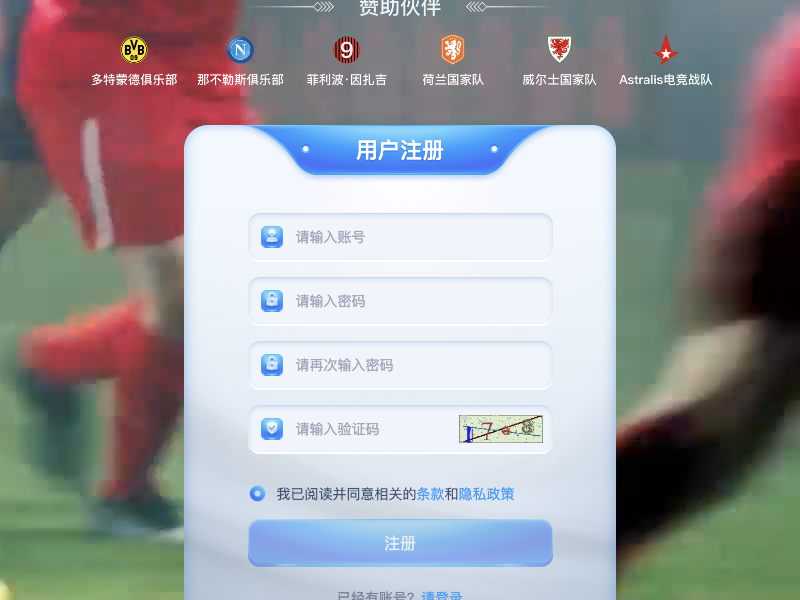 赞助伙伴
多特蒙德俱乐部 那不勒斯俱乐部 菲利波·因扎吉 荷兰国家队 威尔士国家队 Astralis电竞战队
用户注册
请输入账号
请输入密码
请再次输入密码
请输入验证码
我已阅读并同意相关的条款和隐私政策
注册
已经有账号？请登录